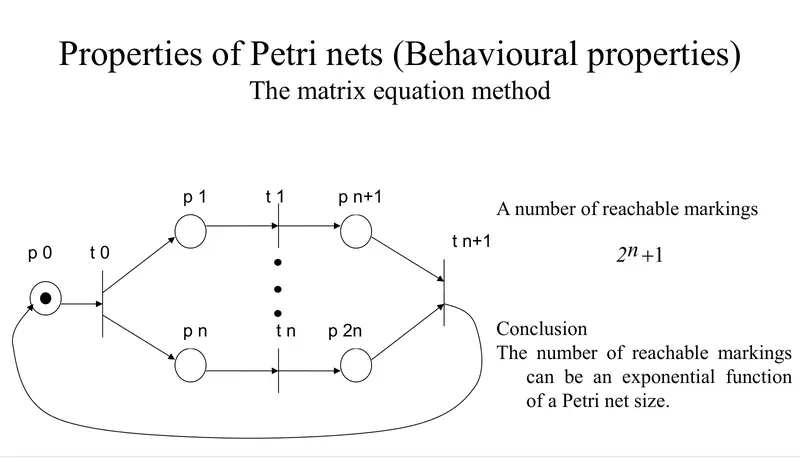 Properties of Petri nets (Behavioural properties)
The matrix equation method
p 1
t 1
p n+1
t n+1
p 0
t 0
p n
t n
p 2n
A number of reachable markings
2^n +1
Conclusion
The number of reachable markings
can be an exponential function
of a Petri net size.